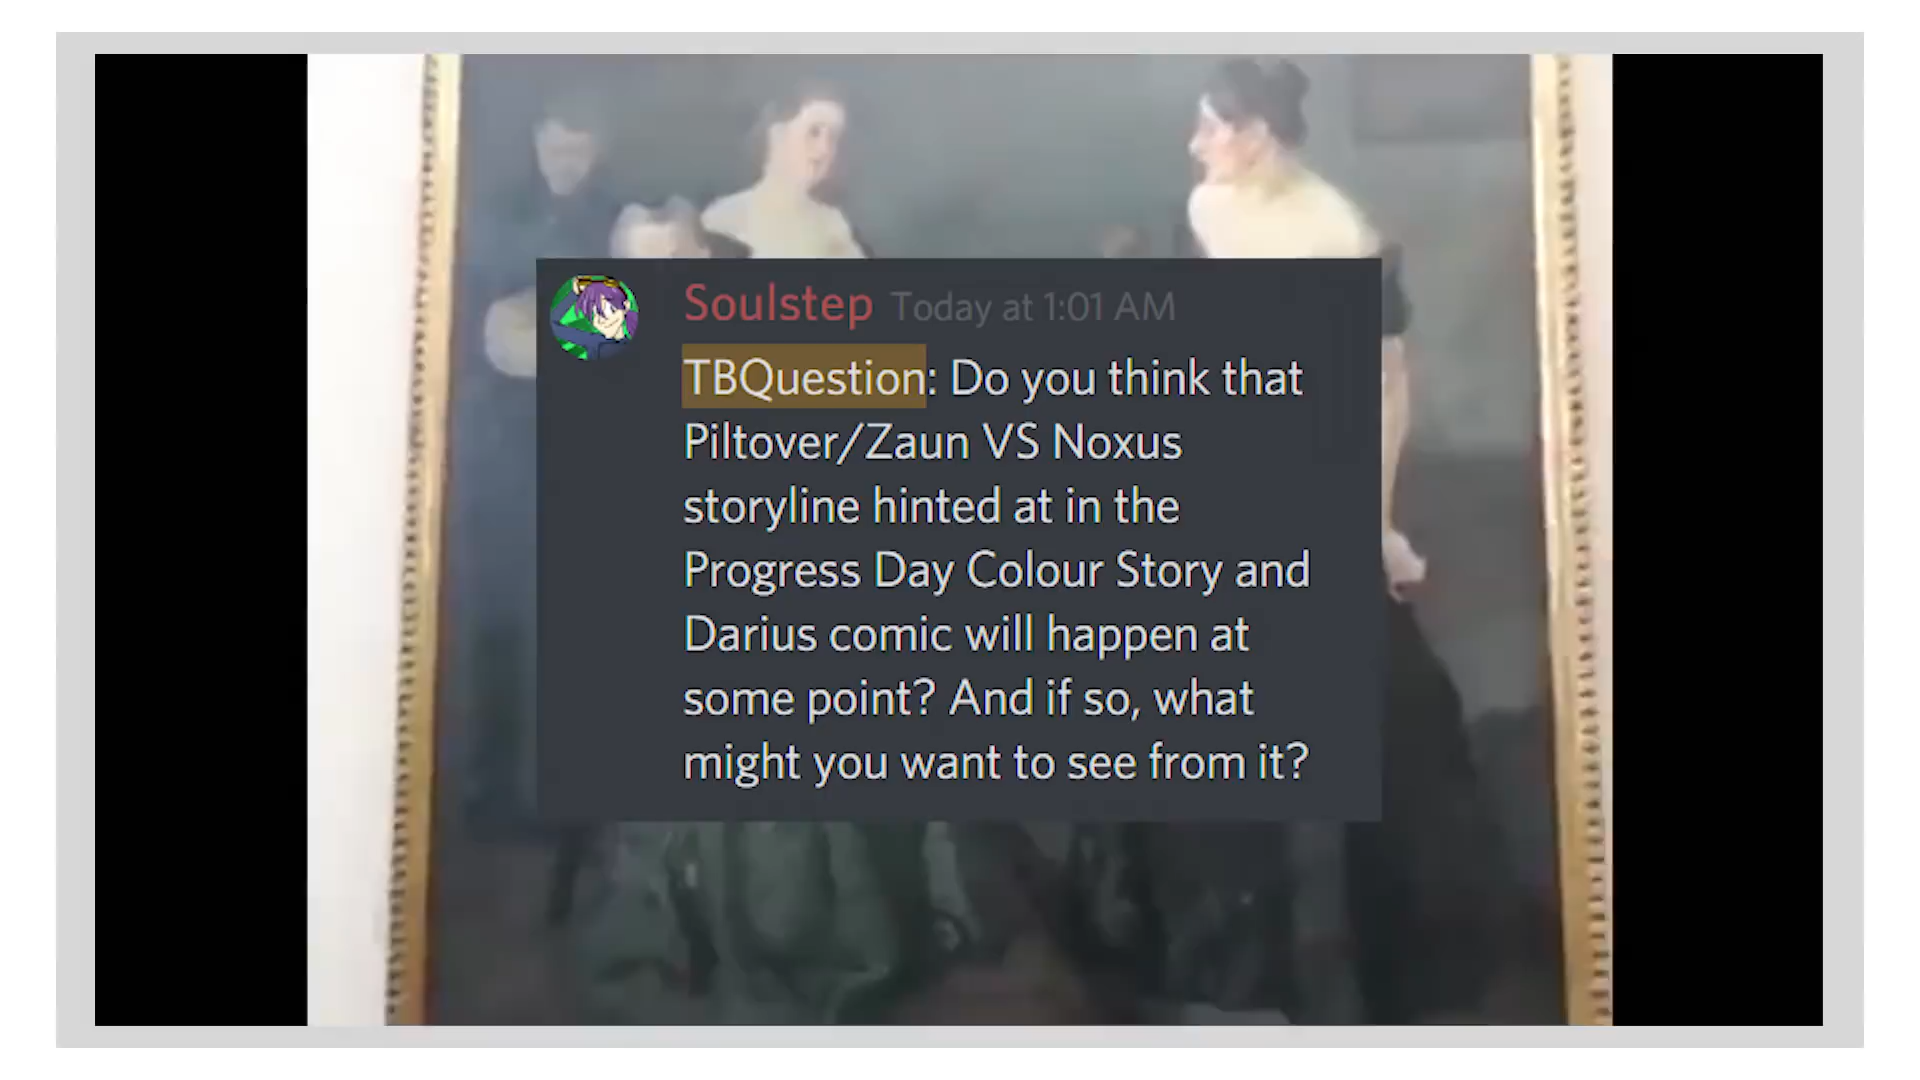 Soulstep Today at 1:01 AM
TBQuestion: Do you think that
Piltover/Zaun VS Noxus
storyline hinted at in the
Progress Day Colour Story and
Darius comic will happen at
some point? And if so, what
might you want to see from it?